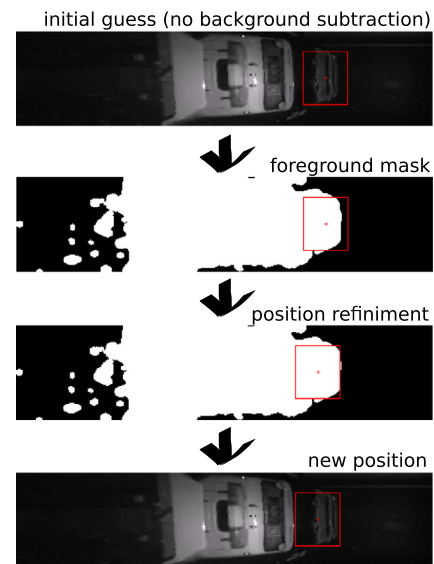 initial guess (no background subtraction)
foreground mask
position refiniment
new position